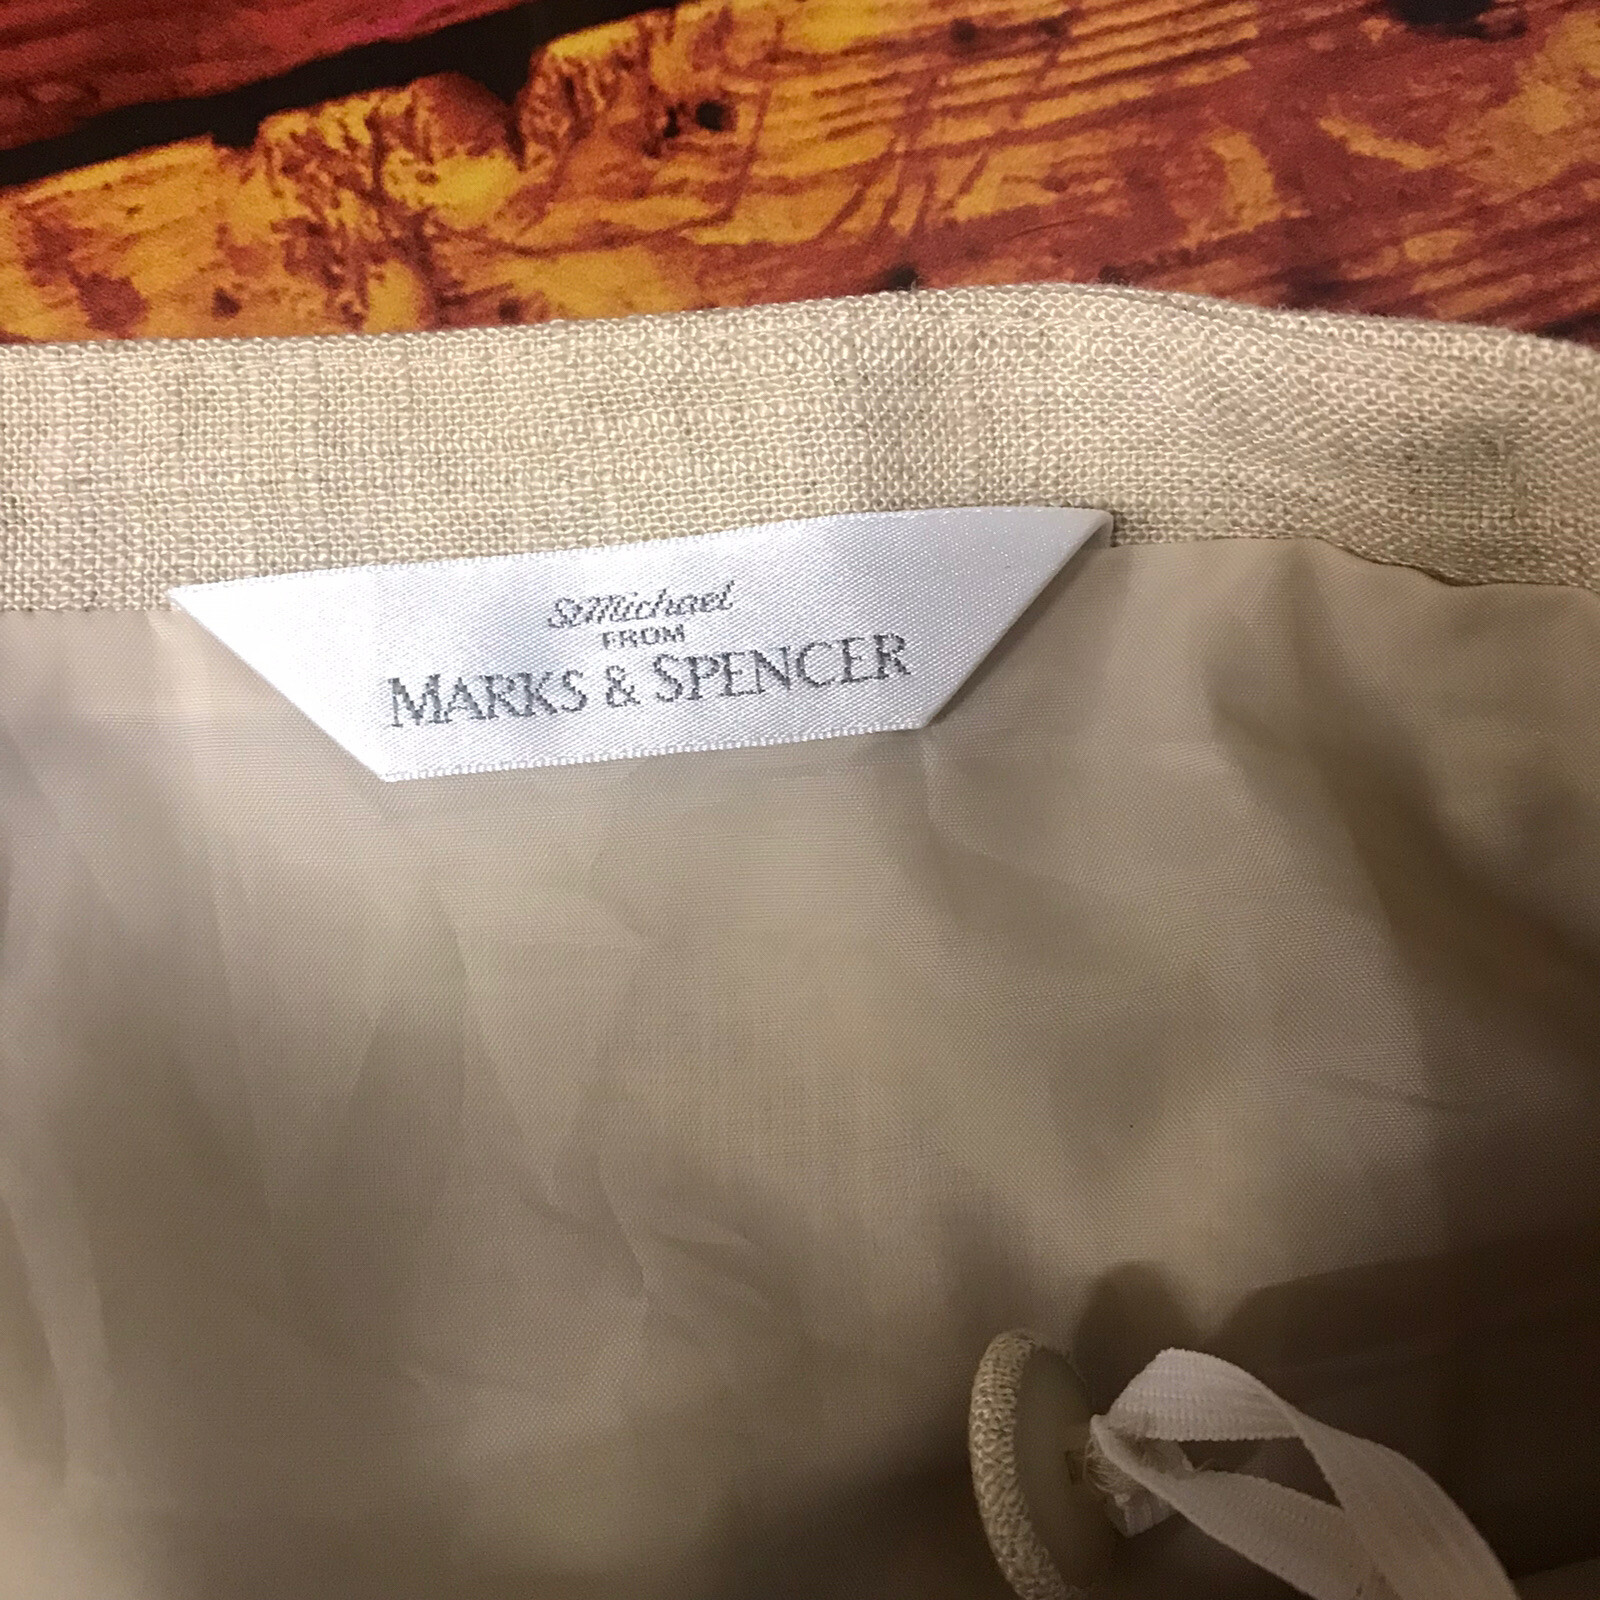 StMichael
FROM
MARKS & SPENCER